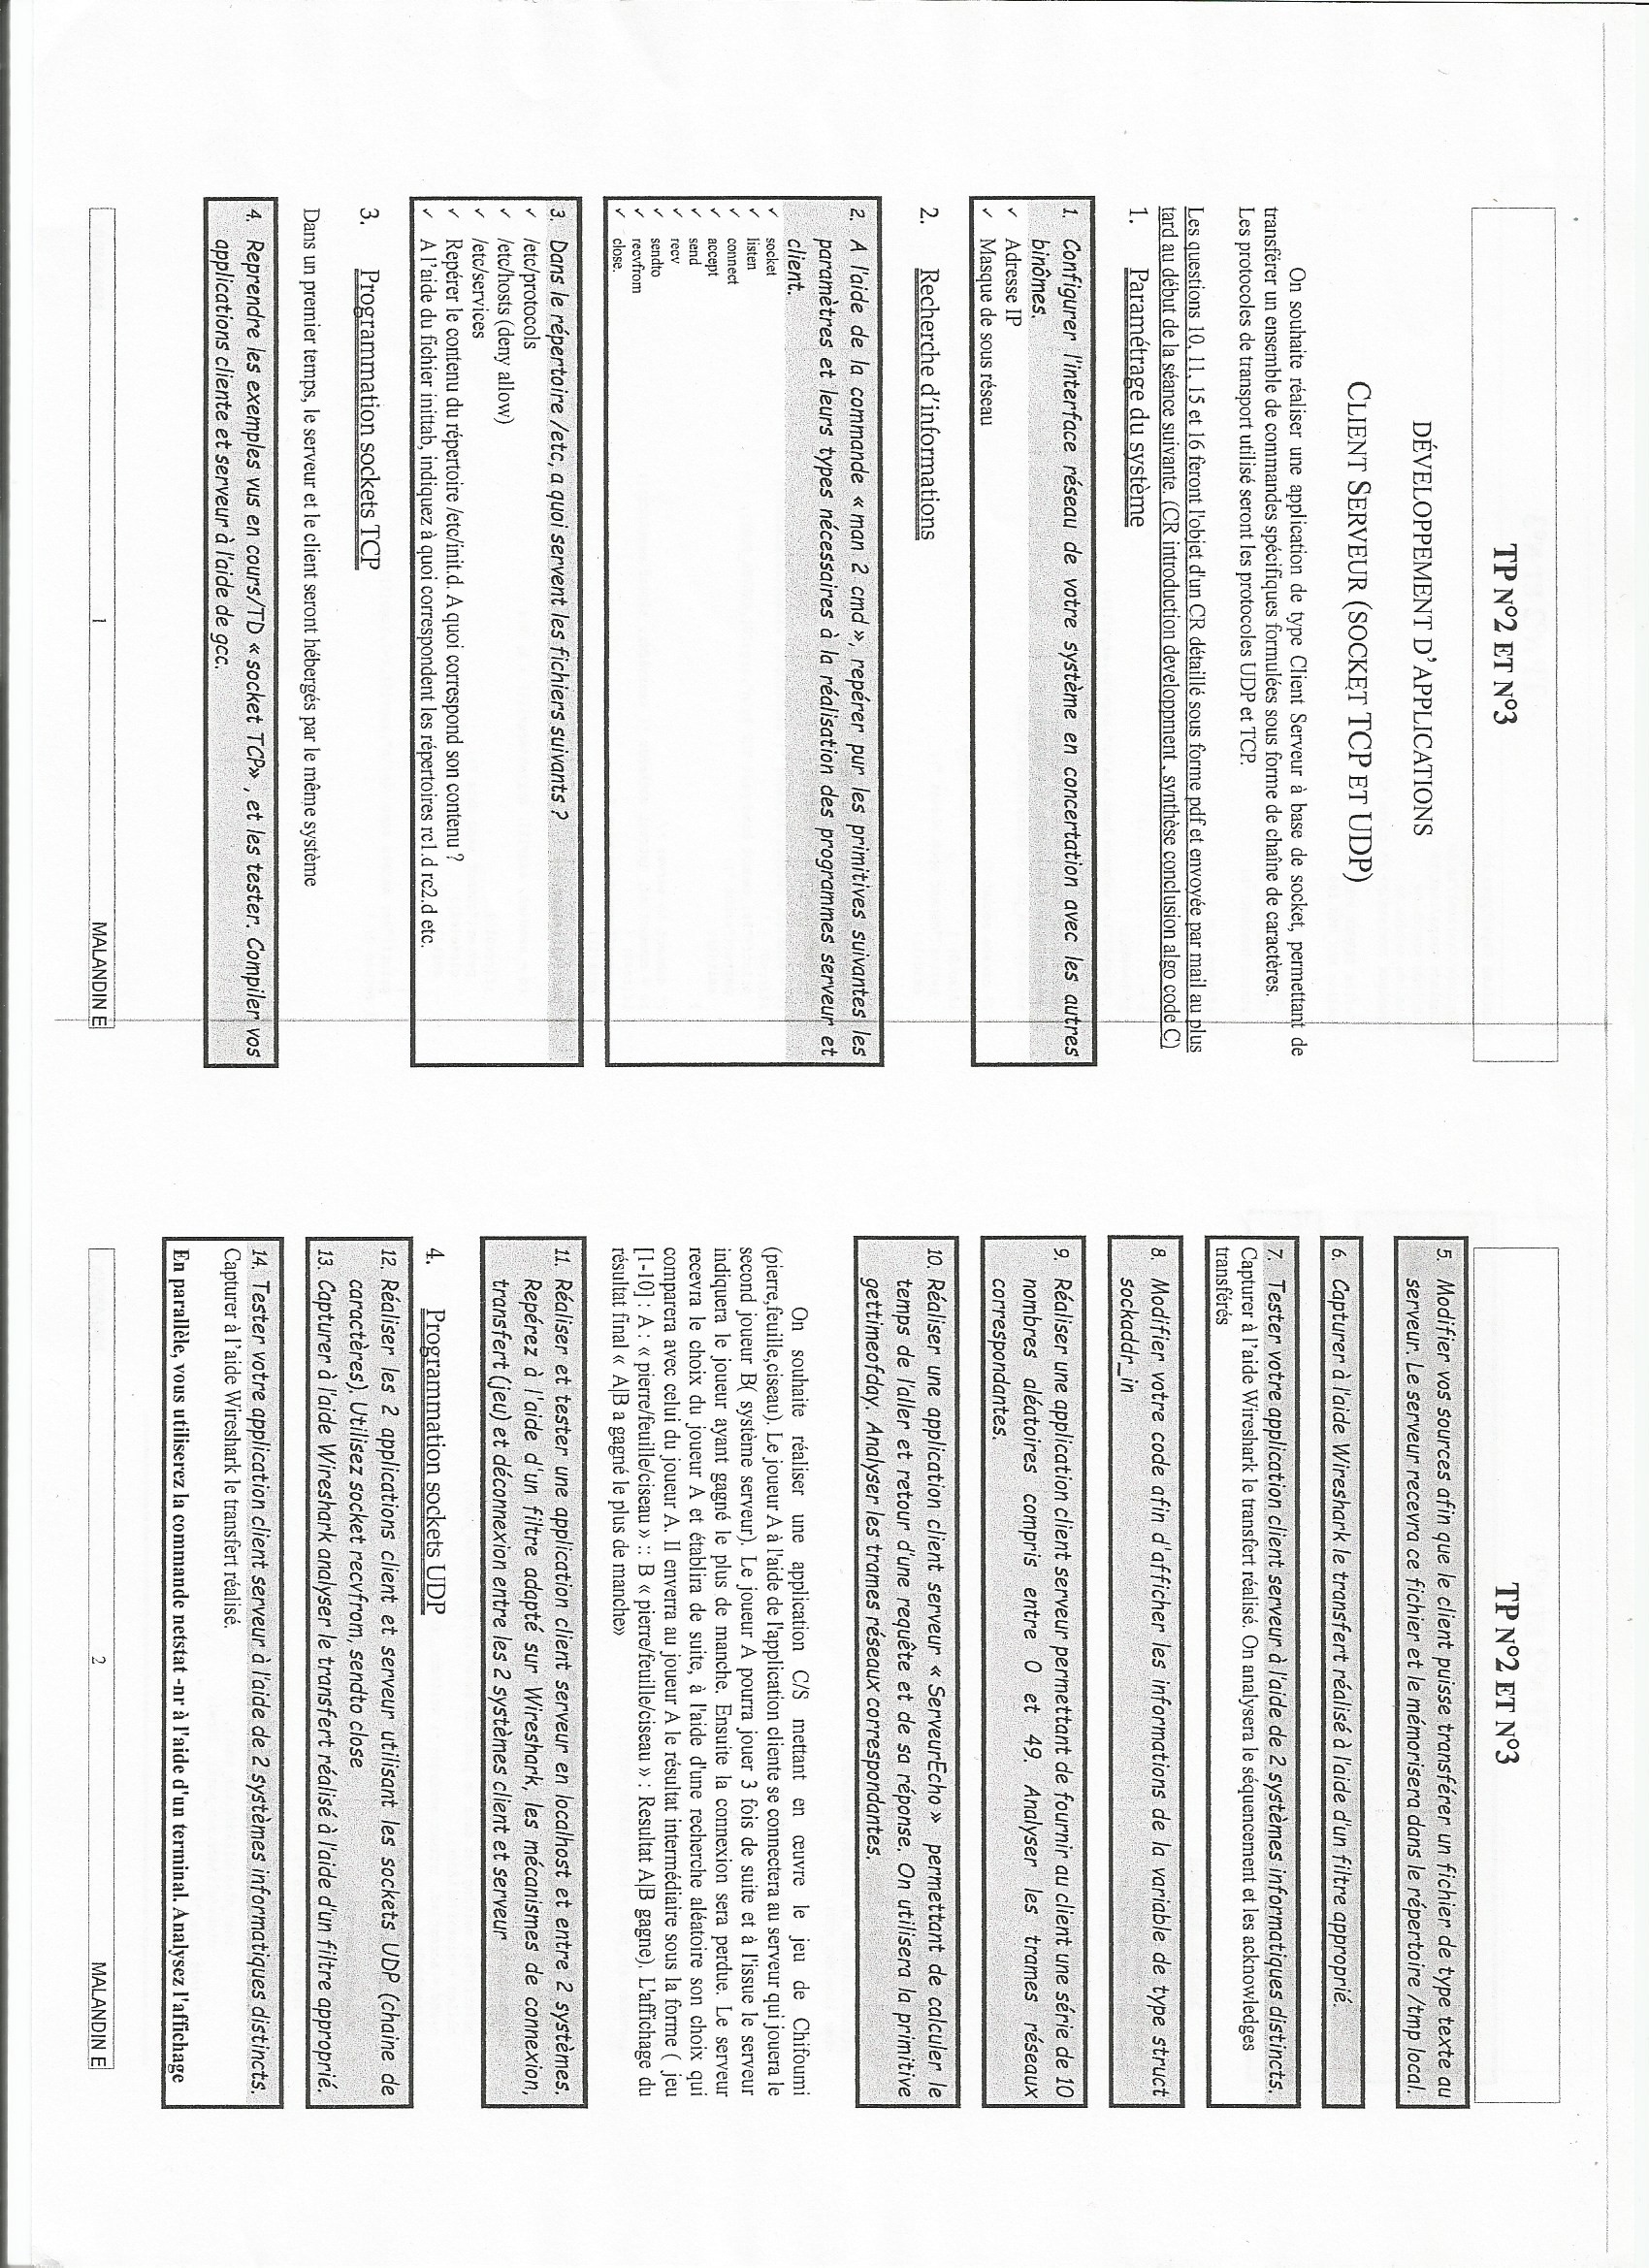 TP N°2 ET N°3
DÉVELOPPEMENT D'APPLICATIONS
CLIENT SERVEUR (SOCKET TCP ET UDP)
On souhaite réaliser une application de type Client Serveur à base de socket, permettant de
transférer un ensemble de commandes spécifiques formulées sous forme de chaîne de caractères.
Les protocoles de transport utilisé seront les protocoles UDP et TCP.
Les questions 10, 11, 15 et 16 feront l'objet d'un CR détaillé sous forme pdf et envoyée par mail au plus
tard au début de la séance suivante. (CR introduction developpment , synthèse conclusion algo code C)
1. Paramétrage du système
1. Configurer l'interface réseau de votre système en concertation avec les autres
binômes.
✓ Adresse IP
✓ Masque de sous réseau
2. Recherche d'informations
2. A l'aide de la commande « man 2 cmd », repérer pur les primitives suivantes les
paramètres et leurs types nécessaires à la réalisation des programmes serveur et
client.
✓ socket
✓ listen
✓ connect
✓ accept
✓ send
✓ recv
✓ sendto
✓ recvfrom
✓ close.
3. Dans le répertoire /etc, a quoi servent les fichiers suivants ?
✓ /etc/protocols
✓ /etc/hosts (deny allow)
✓ /etc/services
✓ Repérer le contenu du répertoire /etc/init.d. A quoi correspond son contenu ?
✓ A l'aide du fichier inittab, indiquez à quoi correspondent les répertoires rc1.d rc2.d etc.
3. Programmation sockets TCP
Dans un premier temps, le serveur et le client seront hébergés par le même système
4. Reprendre les exemples vus en cours/TD « socket TCP» , et les tester. Compiler vos
applications cliente et serveur à l'aide de gcc.
1 MALANDIN E
TP N°2 ET N°3
5. Modifier vos sources afin que le client puisse transférer un fichier de type texte au
serveur. Le serveur recevra ce fichier et le mémorisera dans le répertoire /tmp local.
6. Capturer à l'aide Wireshark le transfert réalisé à l'aide d'un filtre approprié.
7. Tester votre application client serveur à l'aide de 2 systèmes informatiques distincts.
Capturer à l'aide Wireshark le transfert réalisé. On analysera le séquencement et les acknowledges
transférés
8. Modifier votre code afin d'afficher les informations de la variable de type struct
sockaddr_in
9. Réaliser une application client serveur permettant de fournir au client une série de 10
nombres aléatoires compris entre 0 et 49. Analyser les trames réseaux
correspondantes.
10. Réaliser une application client serveur « ServeurEcho » permettant de calculer le
temps de l'aller et retour d'une requête et de sa réponse. On utilisera la primitive
gettimeofday. Analyser les trames réseaux correspondantes.
On souhaite réaliser une application C/S mettant en œuvre le jeu de Chifoumi
(pierre,feuille,ciseau). Le joueur A à l'aide de l'application cliente se connectera au serveur qui jouera le
second joueur B( système serveur). Le joueur A pourra jouer 3 fois de suite et à l'issue le serveur
indiquera le joueur ayant gagné le plus de manche. Ensuite la connexion sera perdue. Le serveur
recevra le choix du joueur A et établira de suite, à l'aide d'une recherche aléatoire son choix qui
comparera avec celui du joueur A. Il enverra au joueur A le résultat intermédiaire sous la forme ( jeu
[1-10] : A : « pierre/feuille/ciseau » :: B « pierre/feuille/ciseau » : Resultat A|B gagne). L'affichage du
résultat final « A|B a gagné le plus de manche»
11. Réaliser et tester une application client serveur en localhost et entre 2 systèmes.
Repérez à l'aide d'un filtre adapté sur Wireshark, les mécanismes de connexion,
transfert (jeu) et déconnexion entre les 2 systèmes client et serveur
4. Programmation sockets UDP
12. Réaliser les 2 applications client et serveur utilisant les sockets UDP (chaine de
caractères). Utilisez socket recvfrom, sendto close
13. Capturer à l'aide Wireshark analyser le transfert réalisé à l'aide d'un filtre approprié.
14. Tester votre application client serveur à l'aide de 2 systèmes informatiques distincts.
Capturer à l'aide Wireshark le transfert réalisé.
En parallèle, vous utiliserez la commande netstat -nr à l'aide d'un terminal. Analysez l'affichage
2 MALANDIN E